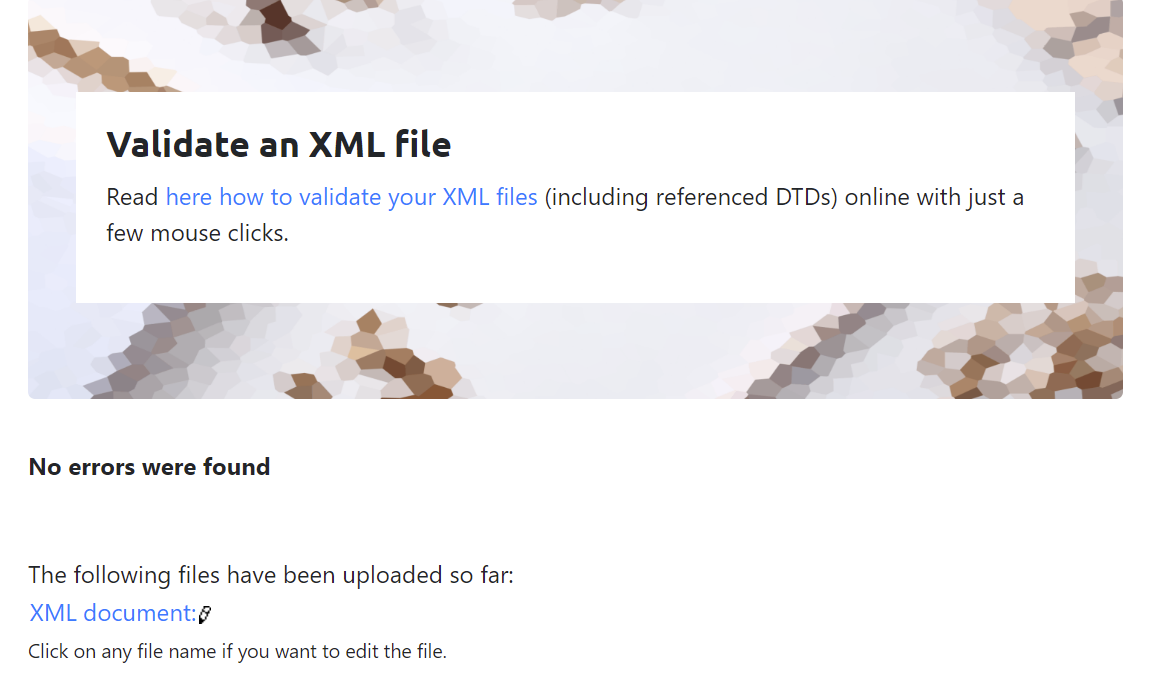 Validate an XML file
Read here how to validate your XML files (including referenced DTDs) online with just a
few mouse clicks.
No errors were found
The following files have been uploaded so far:
XML document:
Click on any file name if you want to edit the file.